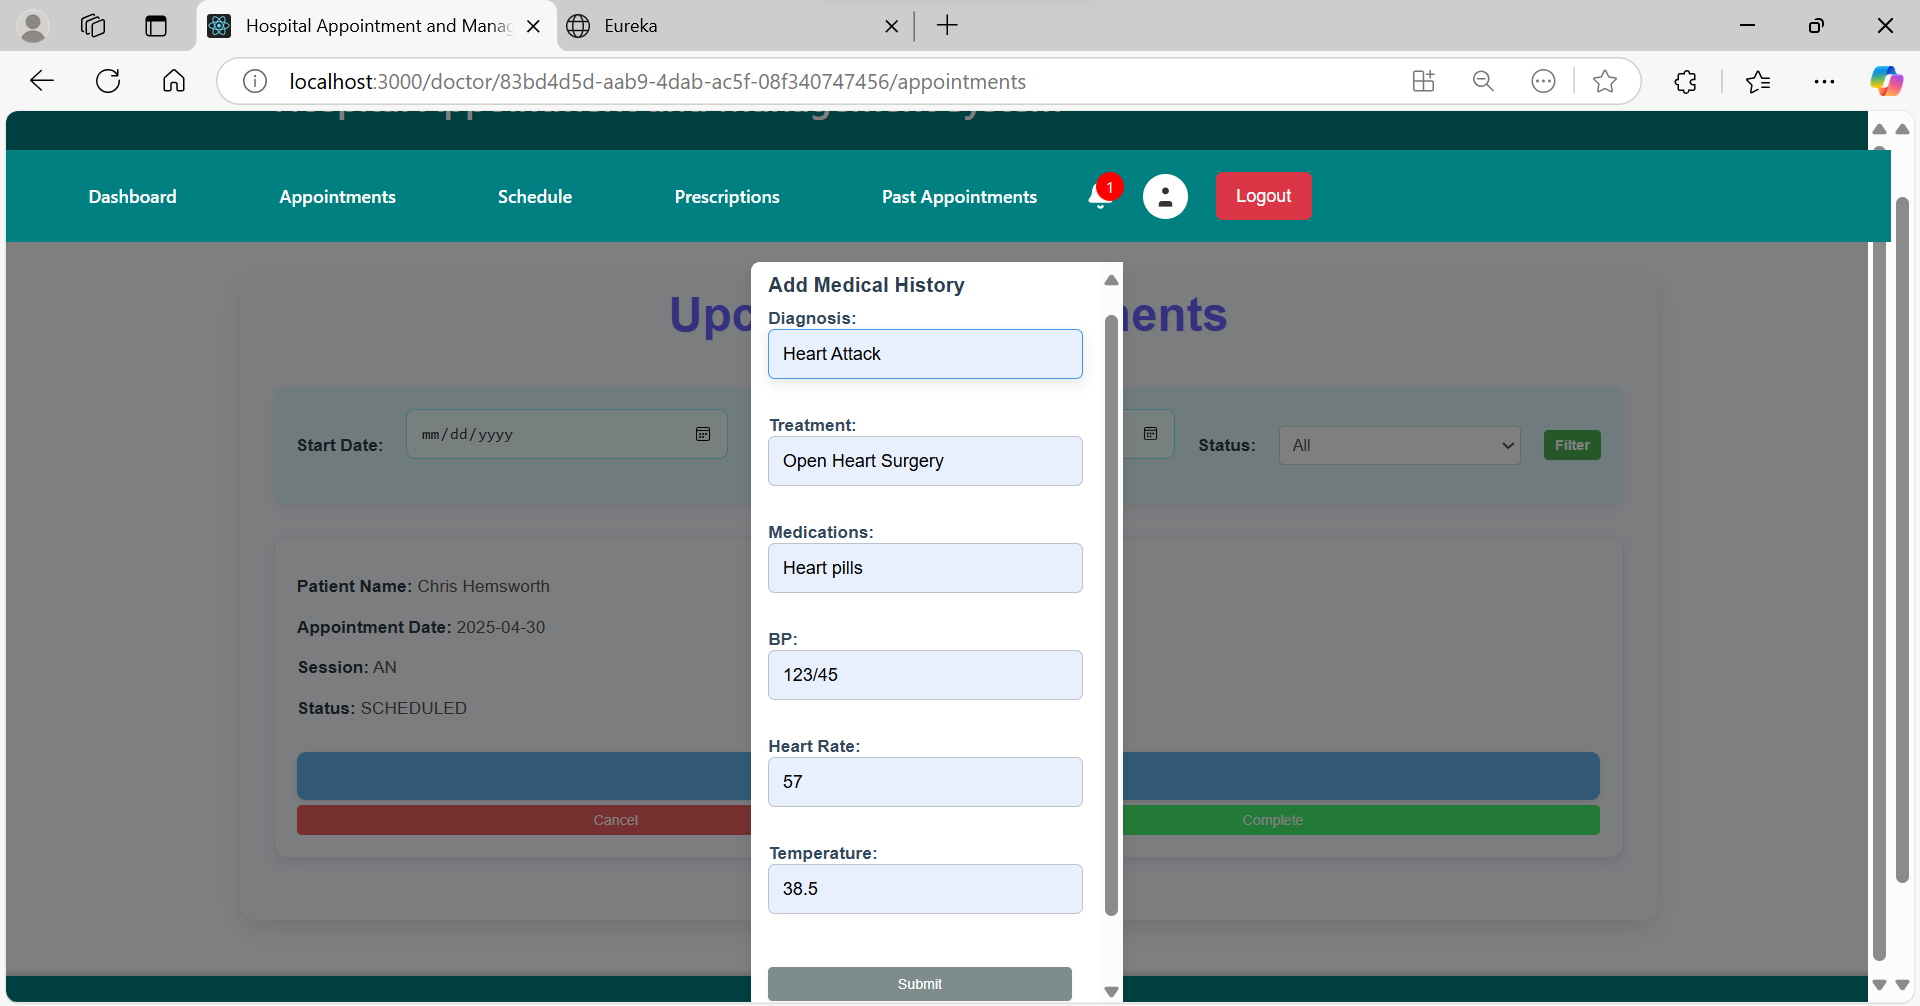 Hospital Appointment and Manag
Eureka
localhost:3000/doctor/83bd4d5d-aab9-4dab-ac5f-08f340747456/appointments
Dashboard
Appointments
Schedule
Prescriptions
Past Appointments
1
Logout
Add Medical History
Diagnosis:
Heart Attack
Treatment:
Open Heart Surgery
Medications:
Heart pills
BP:
123/45
Heart Rate:
57
Temperature:
38.5
Submit
Upc
ents
Start Date:
mm/dd/yyyy
Status:
All
Filter
Patient Name: Chris Hemsworth
Appointment Date: 2025-04-30
Session: AN
Status: SCHEDULED
Cancel
Complete